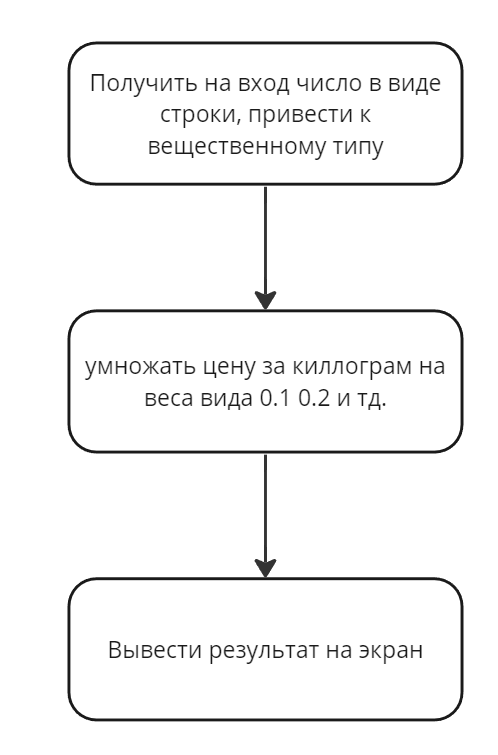 Получить на вход число в виде
строки, привести к
вещественному типу
умножать цену за киллограм на
веса вида 0.1 0.2 и тд.
Вывести результат на экран